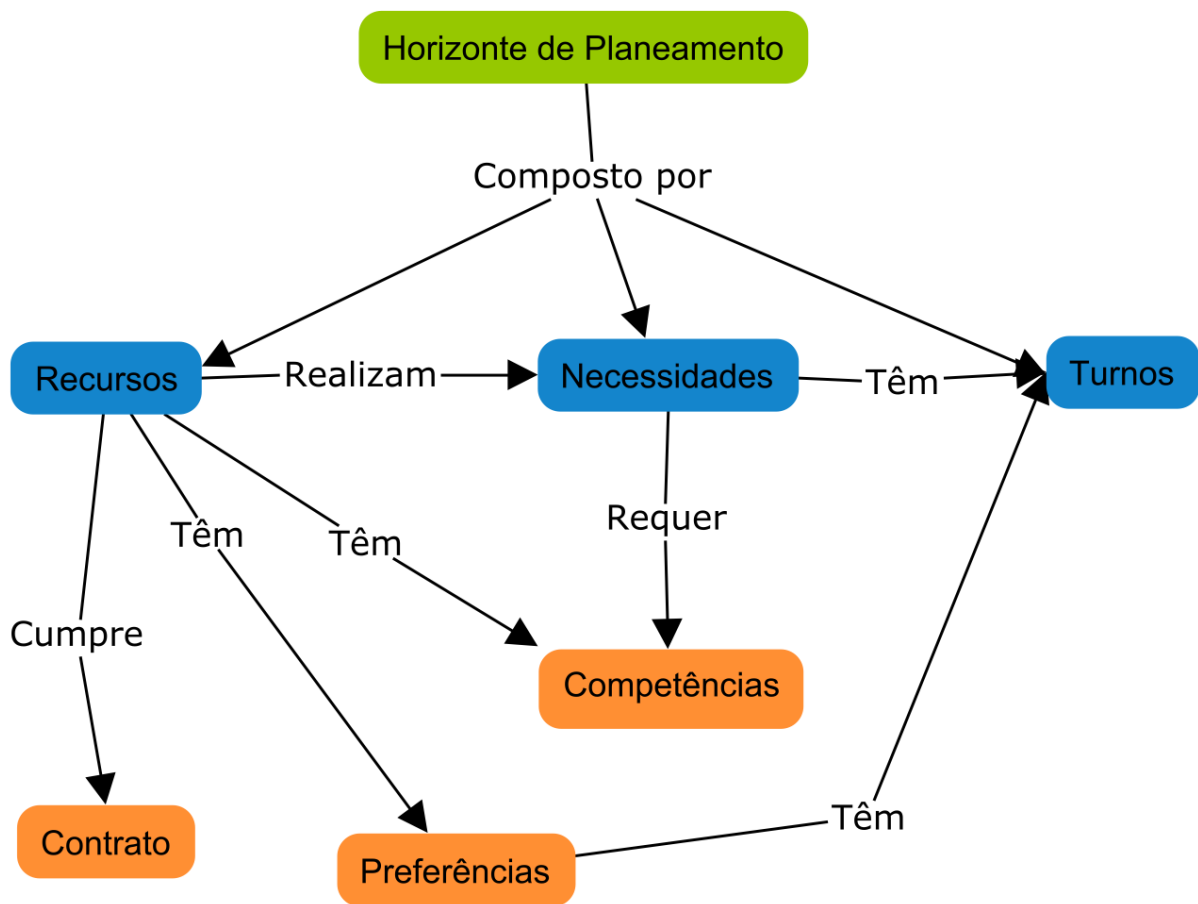 Horizonte de Planeamento
Composto por
Recursos
Realizam
Necessidades
Têm
Turnos
Têm
Têm
Requer
Cumpre
Competências
Contrato
Preferências
Têm